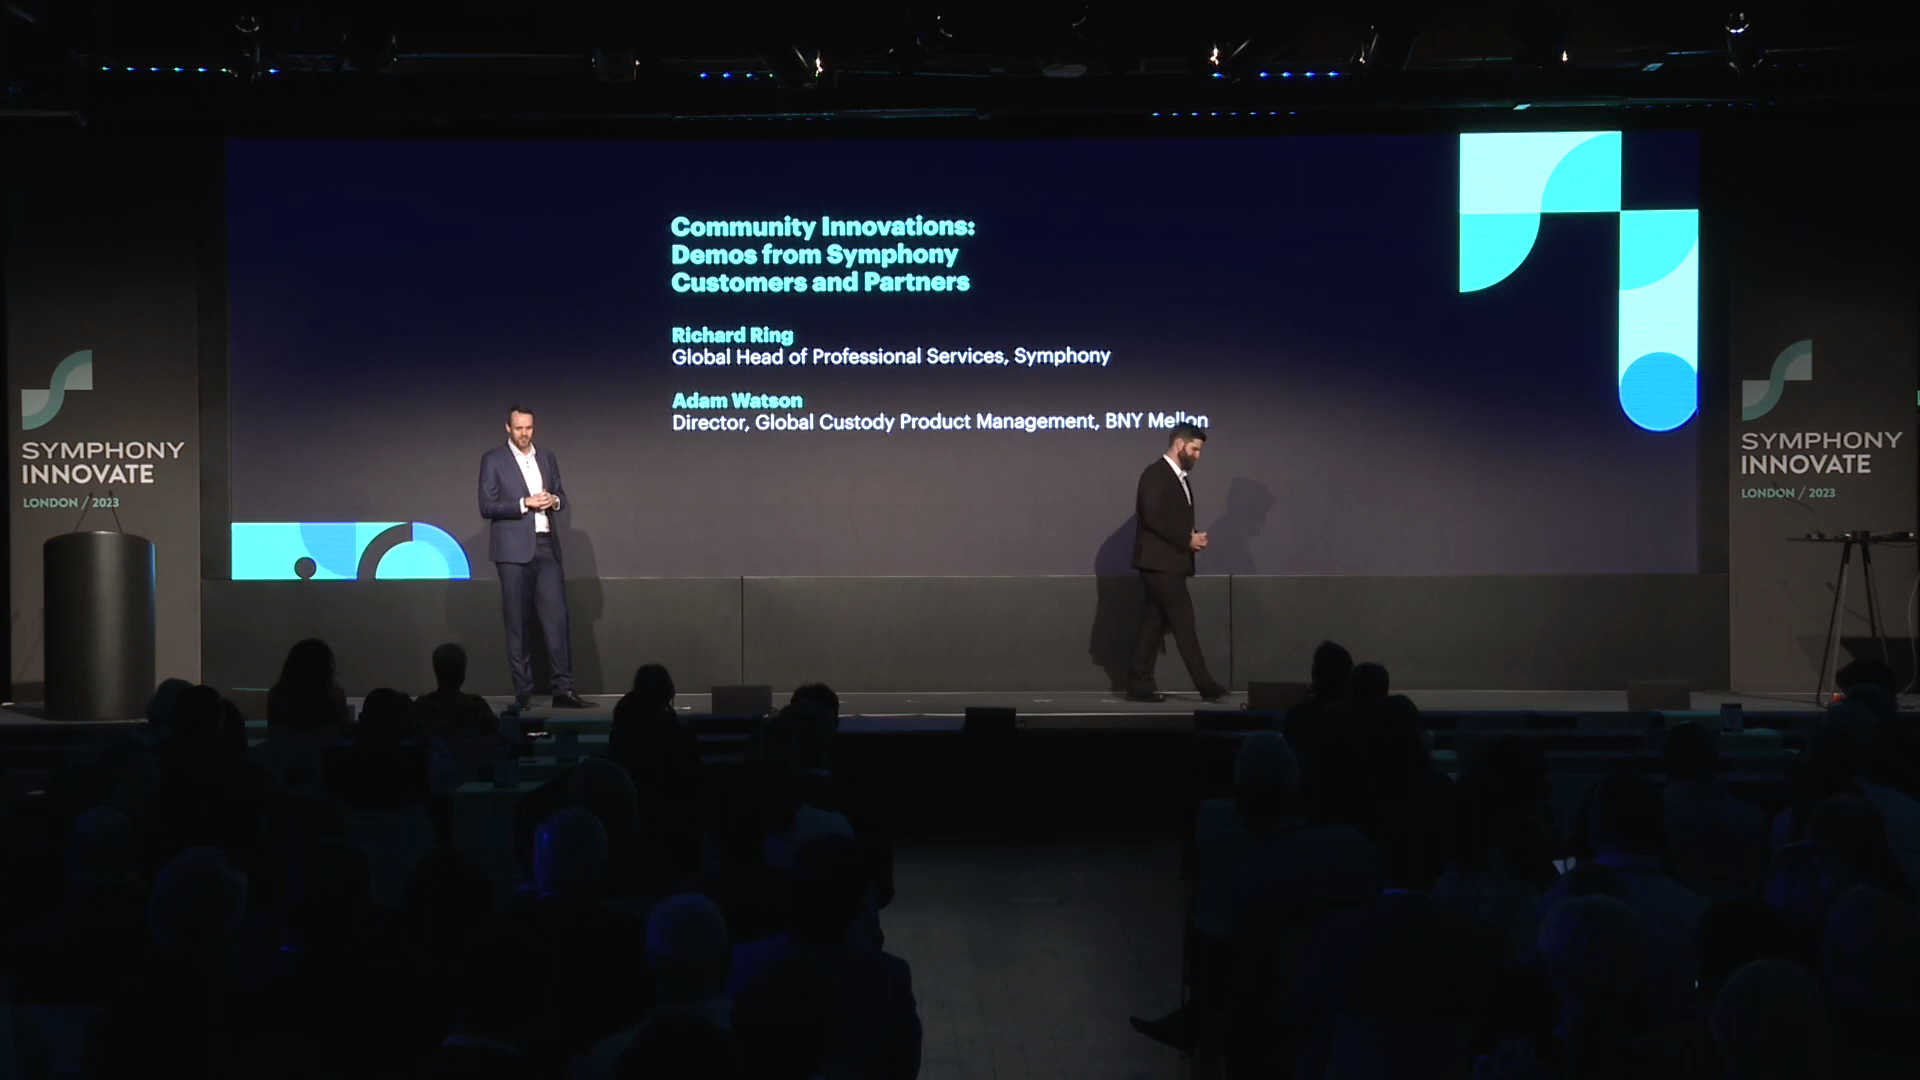 Community Innovations:
Demos from Symphony
Customers and Partners
Richard Ring
Global Head of Professional Services, Symphony
Adam Watson
Director, Global Custody Product Management, BNY Mellon
SYMPHONY
INNOVATE
LONDON / 2023
SYMPHONY
INNOVATE
LONDON / 2023